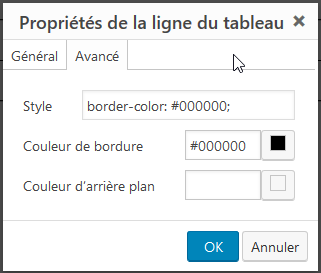 Propriétés de la ligne du tableau ×
Général Avancé
Style border-color: #000000;
Couleur de bordure #000000
Couleur d'arrière plan
OK Annuler